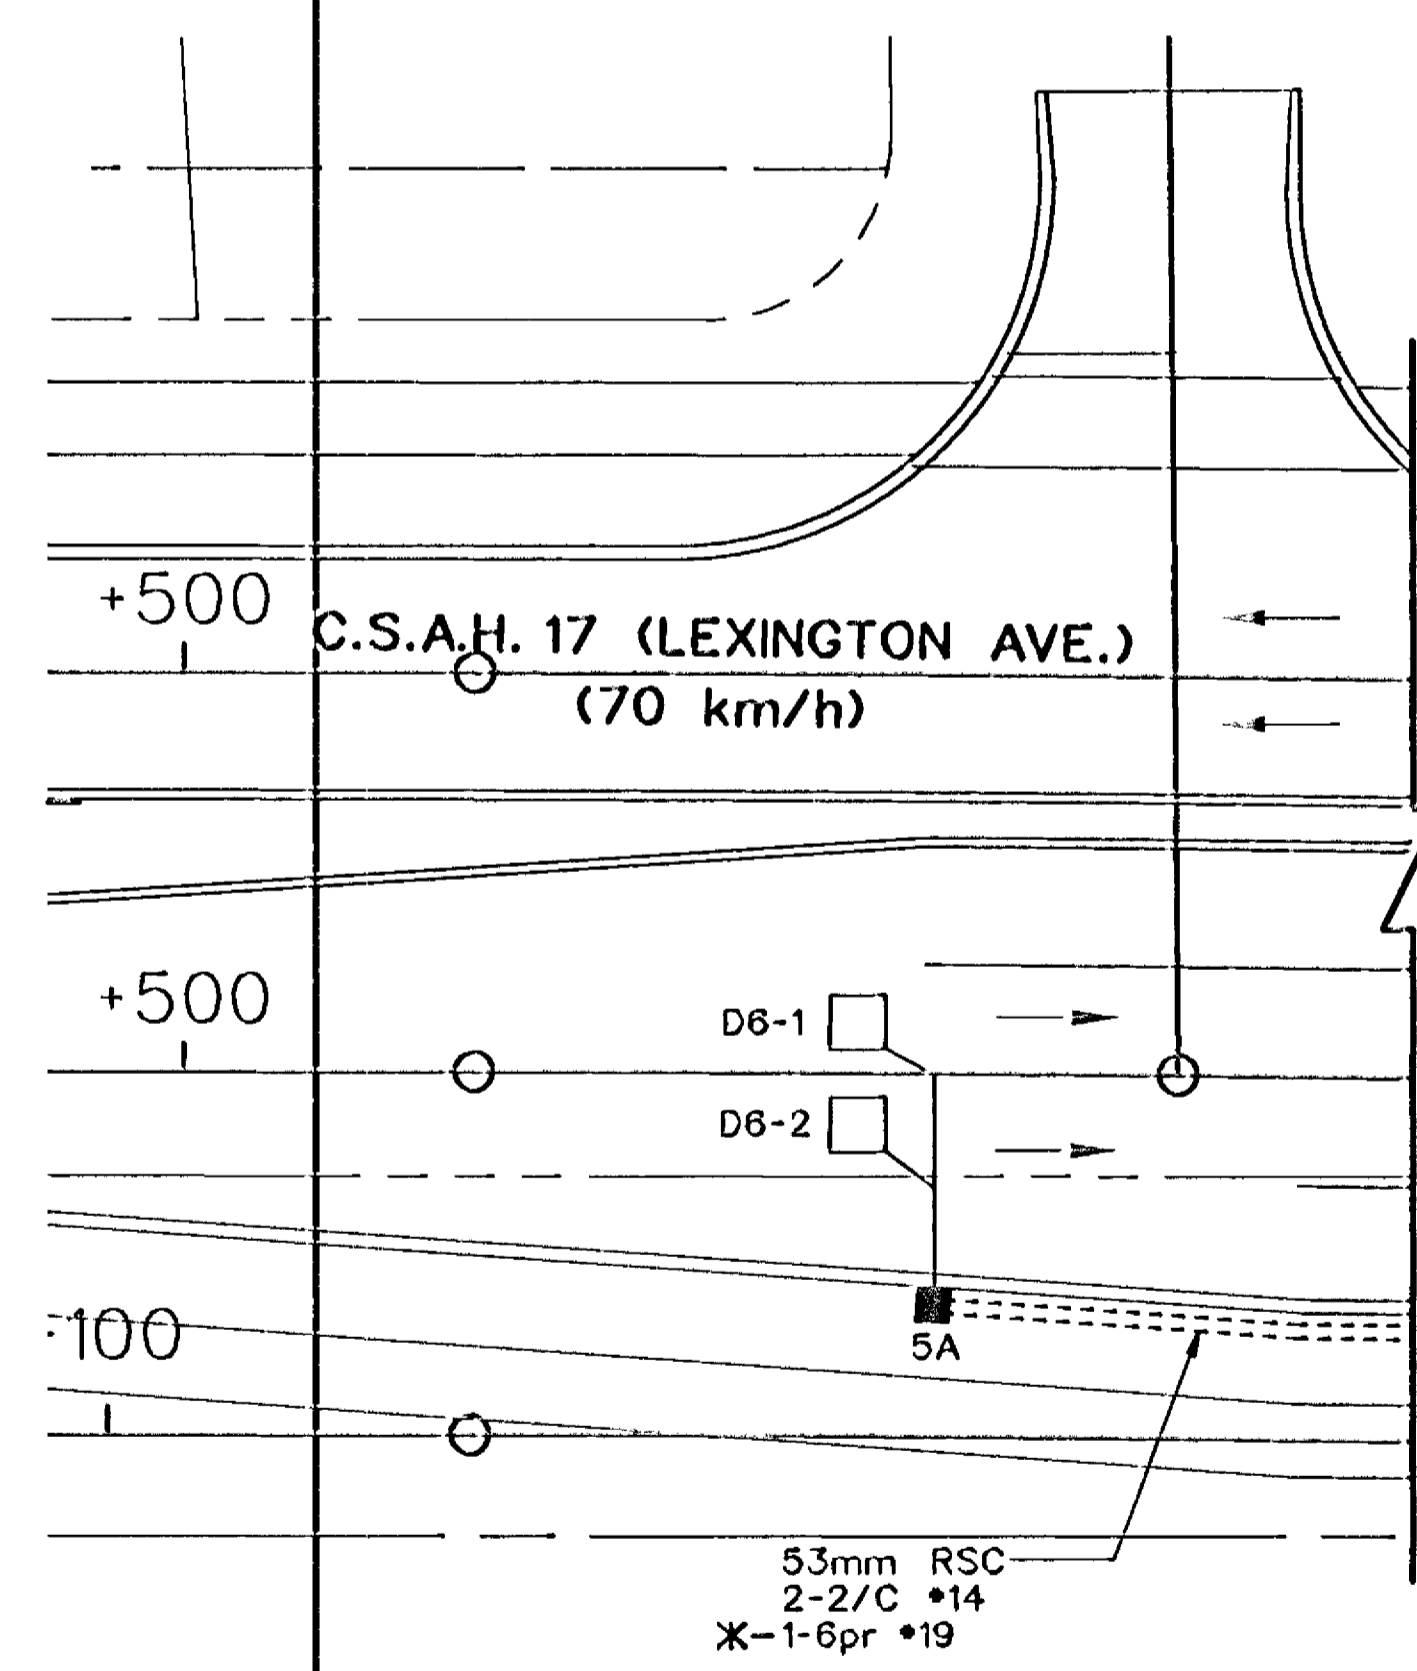 +500
C.S.A.H. 17 (LEXINGTON AVE.)
(70 km/h)
+500
D6-1
D6-2
100
5A
53mm RSC
2-2/C #14
Ж-1-6pr #19